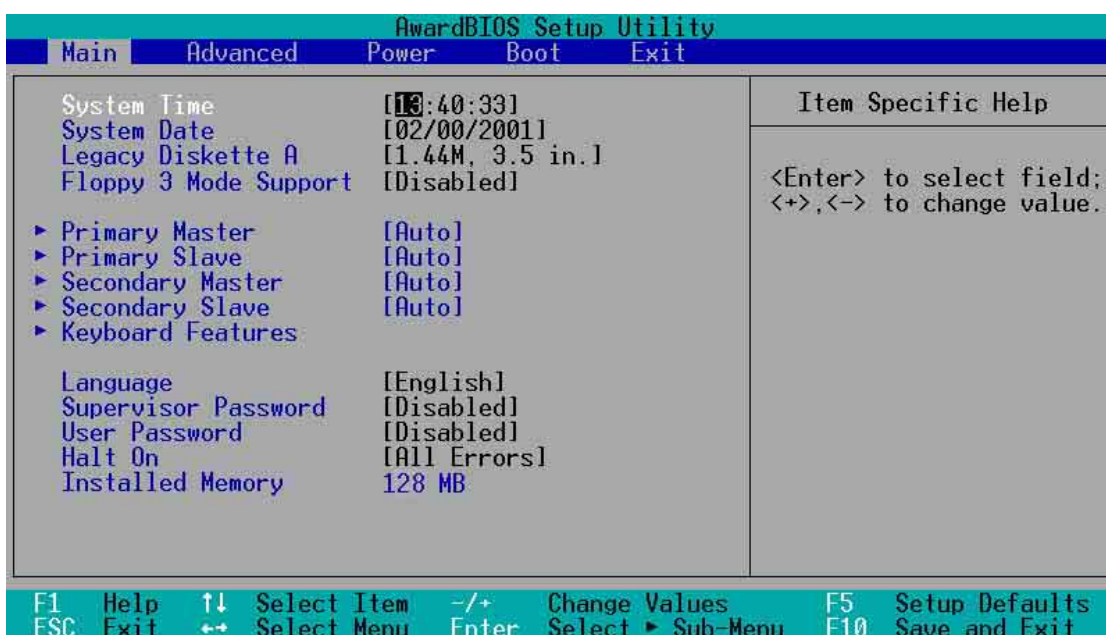 AwardBIOS Setup Utility
Main Advanced Power Boot Exit
System Time [13:40:33]
System Date [02/00/2001]
Legacy Diskette A [1.44M, 3.5 in.]
Floppy 3 Mode Support [Disabled]
► Primary Master [Auto]
► Primary Slave [Auto]
► Secondary Master [Auto]
► Secondary Slave [Auto]
► Keyboard Features
Language [English]
Supervisor Password [Disabled]
User Password [Disabled]
Halt On [All Errors]
Installed Memory 128 MB
Item Specific Help
<Enter> to select field;
<+>,<-> to change value.
F1 Help ↑↓ Select Item -/+ Change Values F5 Setup Defaults
ESC Exit ←→ Select Menu Enter Select ► Sub-Menu F10 Save and Exit